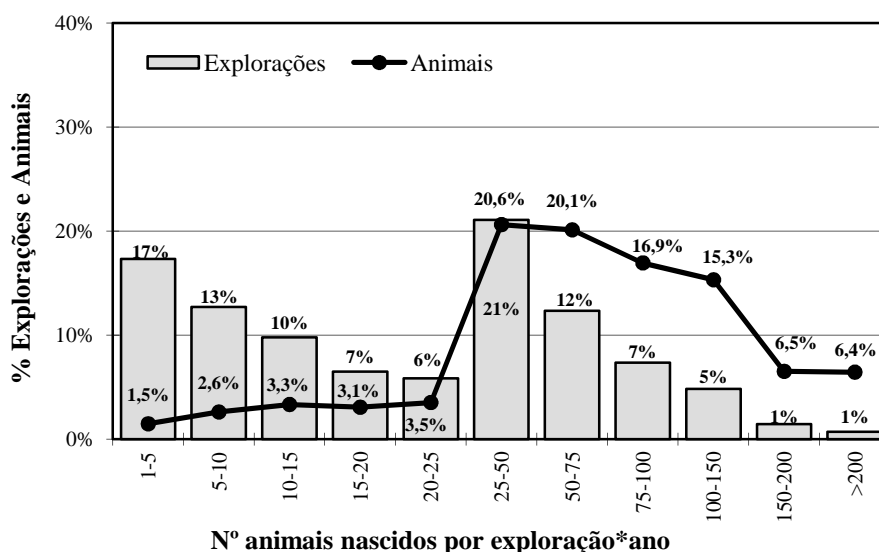 40%
Explorações Animais
30%
20,6% 20,1%
20%
17% 16,9% 15,3%
13% 12%
10% 21%
10%
7% 6% 7% 6,5% 6,4%
5%
1,5% 2,6% 3,3% 3,1% 3,5% 1% 1%
0%
1-5 5-10 10-15 15-20 20-25 25-50 50-75 75-100 100-150 150-200 >200
% Explorações e Animais
Nº animais nascidos por exploração*ano